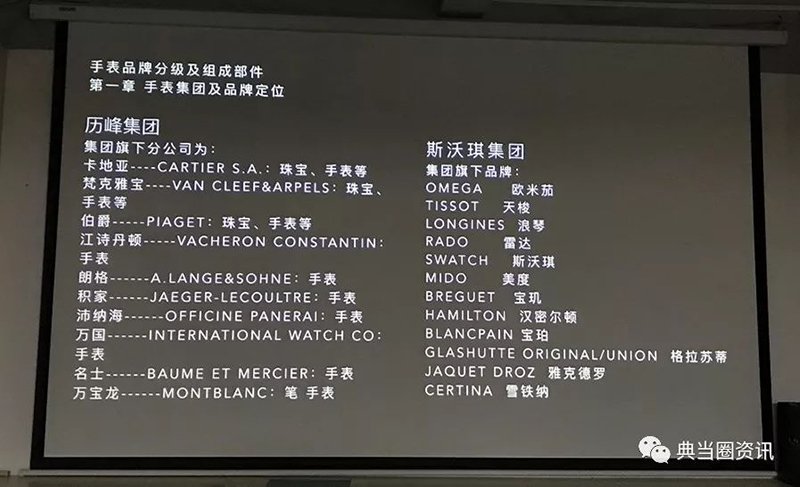 手表品牌分级及组成部件
第一章 手表集团及品牌定位
历峰集团
集团旗下分公司为：
卡地亚----CARTIER S.A.：珠宝、手表等
梵克雅宝----VAN CLEEF&ARPELS：珠宝、
手表等
伯爵-----PIAGET：珠宝、手表等
江诗丹顿-----VACHERON CONSTANTIN：
手表
朗格------A.LANGE&SOHNE：手表
积家------JAEGER-LECOULTRE：手表
沛纳海------OFFICINE PANERAI：手表
万国------INTERNATIONAL WATCH CO：
手表
名士------BAUME ET MERCIER：手表
万宝龙------MONTBLANC：笔 手表
斯沃琪集团
集团旗下品牌：
OMEGA 欧米茄
TISSOT 天梭
LONGINES 浪琴
RADO 雷达
SWATCH 斯沃琪
MIDO 美度
BREGUET 宝玑
HAMILTON 汉密尔顿
BLANCPAIN 宝珀
GLASHUTTE ORIGINAL/UNION 格拉苏蒂
JAQUET DROZ 雅克德罗
CERTINA 雪铁纳
典当圈资讯